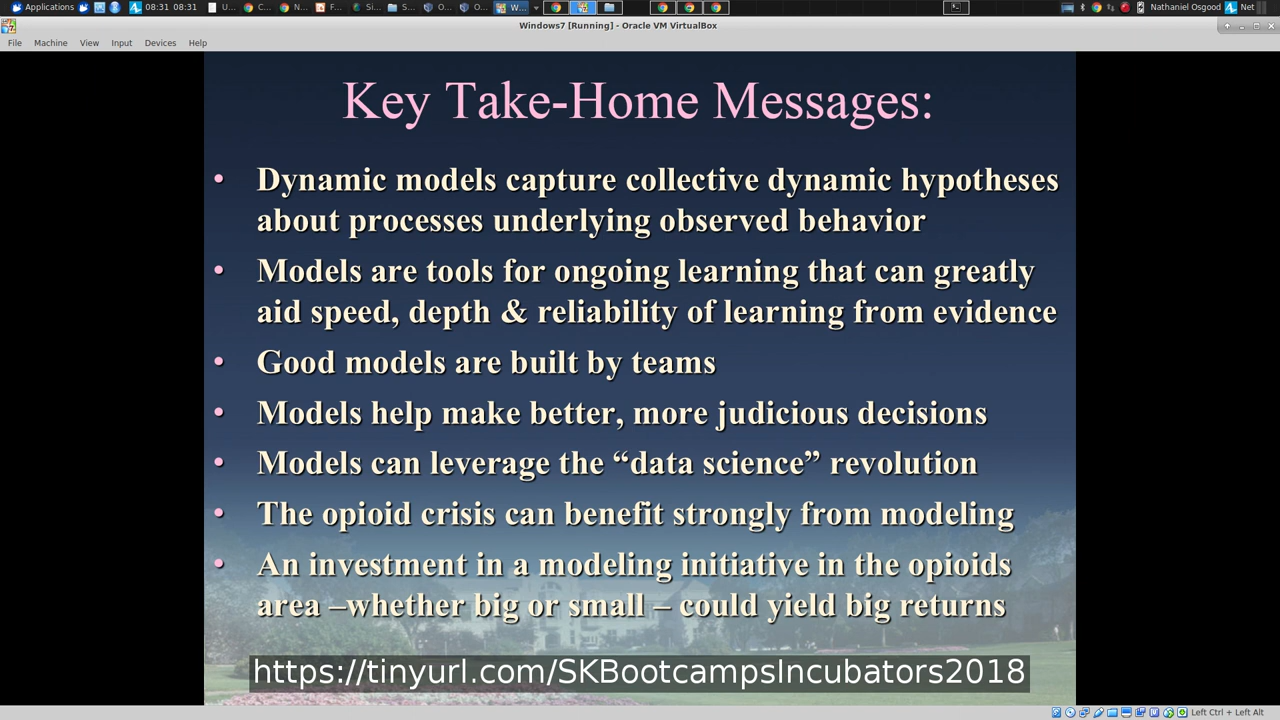 Applications
08:31 08:31
U...
C...
N...
F...
Si...
S...
O...
O...
W...
Nathaniel Osgood
Net
Windows7 [Running] - Oracle VM VirtualBox
File Machine View Input Devices Help
Key Take-Home Messages:
• Dynamic models capture collective dynamic hypotheses
about processes underlying observed behavior
• Models are tools for ongoing learning that can greatly
aid speed, depth & reliability of learning from evidence
• Good models are built by teams
• Models help make better, more judicious decisions
• Models can leverage the “data science” revolution
• The opioid crisis can benefit strongly from modeling
• An investment in a modeling initiative in the opioids
area –whether big or small – could yield big returns
https://tinyurl.com/SKBootcampsIncubators2018
Left Ctrl + Left Alt